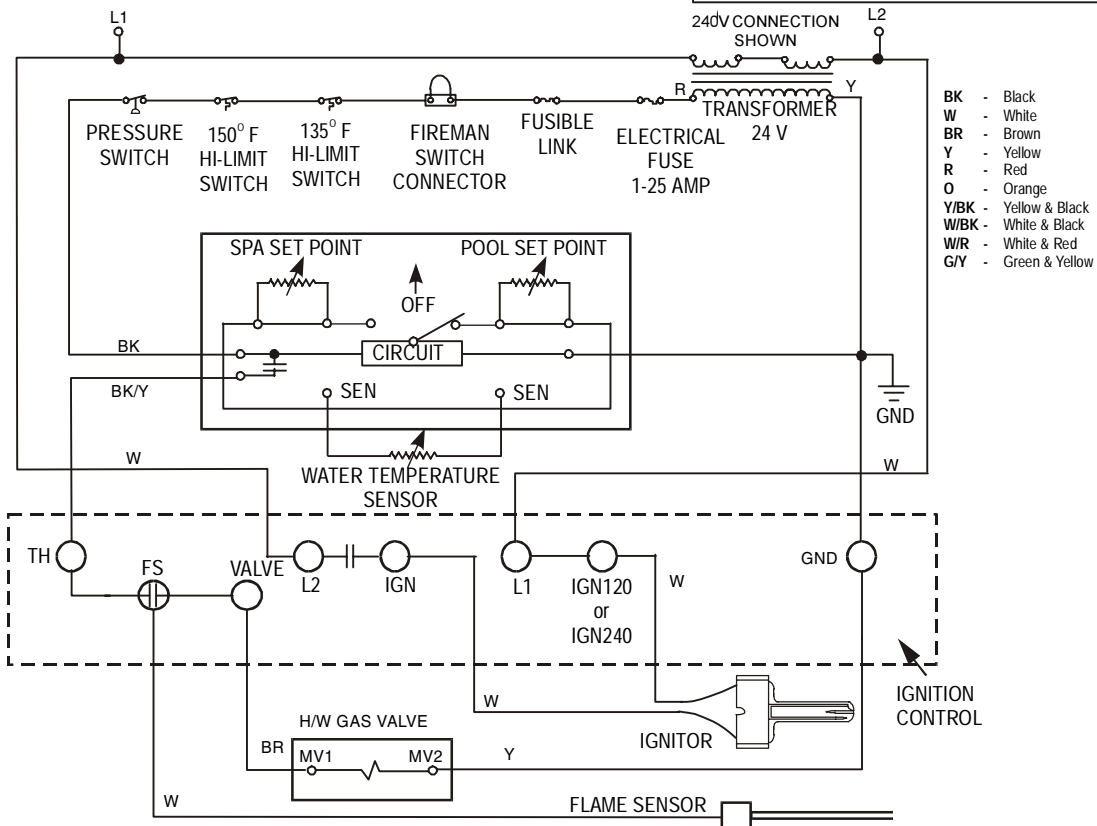 L1
240V CONNECTION
SHOWN
L2
R
Y
TRANSFORMER
24 V
PRESSURE
SWITCH
150° F
HI-LIMIT
SWITCH
135° F
HI-LIMIT
SWITCH
FIREMAN
SWITCH
CONNECTOR
FUSIBLE
LINK
ELECTRICAL
FUSE
1-25 AMP
BK - Black
W - White
BR - Brown
Y - Yellow
R - Red
O - Orange
Y/BK - Yellow & Black
W/BK - White & Black
W/R - White & Red
G/Y - Green & Yellow
SPA SET POINT
POOL SET POINT
OFF
BK
CIRCUIT
BK/Y
SEN
SEN
GND
W
WATER TEMPERATURE
SENSOR
W
TH
FS
VALVE
L2
IGN
L1
IGN120
or
IGN240
W
GND
IGNITION
CONTROL
W
H/W GAS VALVE
IGNITOR
BR
MV1
MV2
Y
W
FLAME SENSOR